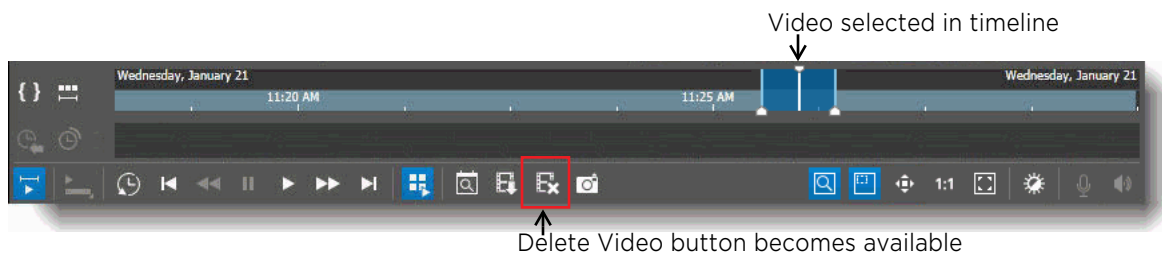 Video selected in timeline
Wednesday, January 21 Wednesday, January 21
11:20 AM 11:25 AM
1:1
Delete Video button becomes available